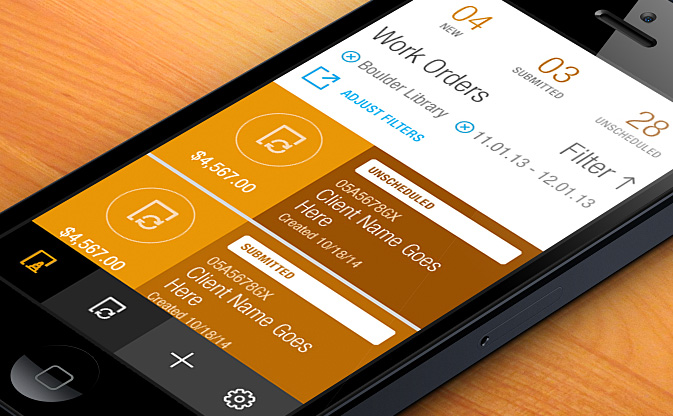 04
NEW
03
SUBMITTED
28
UNSCHEDULED
Work Orders
Filter ↑
Boulder Library
11.01.13 - 12.01.13
ADJUST FILTERS
$4,567.00
UNSCHEDULED
05A5678GX
Client Name Goes
Here
Created 10/18/14
$4,567.00
SUBMITTED
05A5678GX
Client Name Goes
Here
Created 10/18/14
A